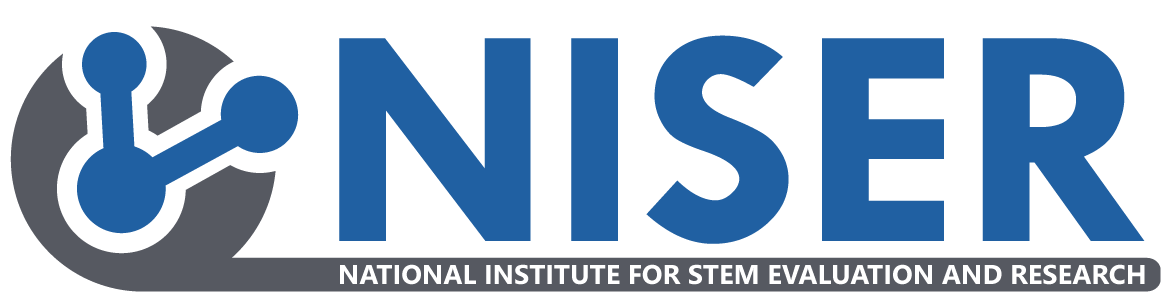 NISER
NATIONAL INSTITUTE FOR STEM EVALUATION AND RESEARCH